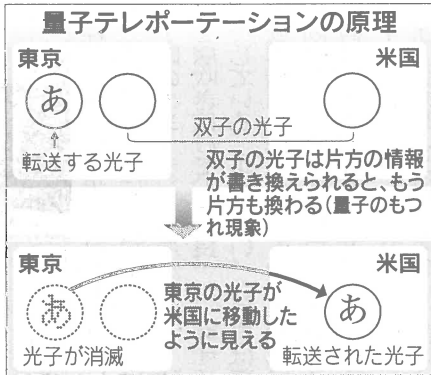 量子テレポーテーションの原理
東京
米国
あ
双子の光子
転送する光子
双子の光子は片方の情報
が書き換えられると、もう
片方も換わる(量子のもつ
れ現象)
東京
米国
あ
東京の光子が
米国に移動した
ように見える
あ
光子が消滅
転送された光子